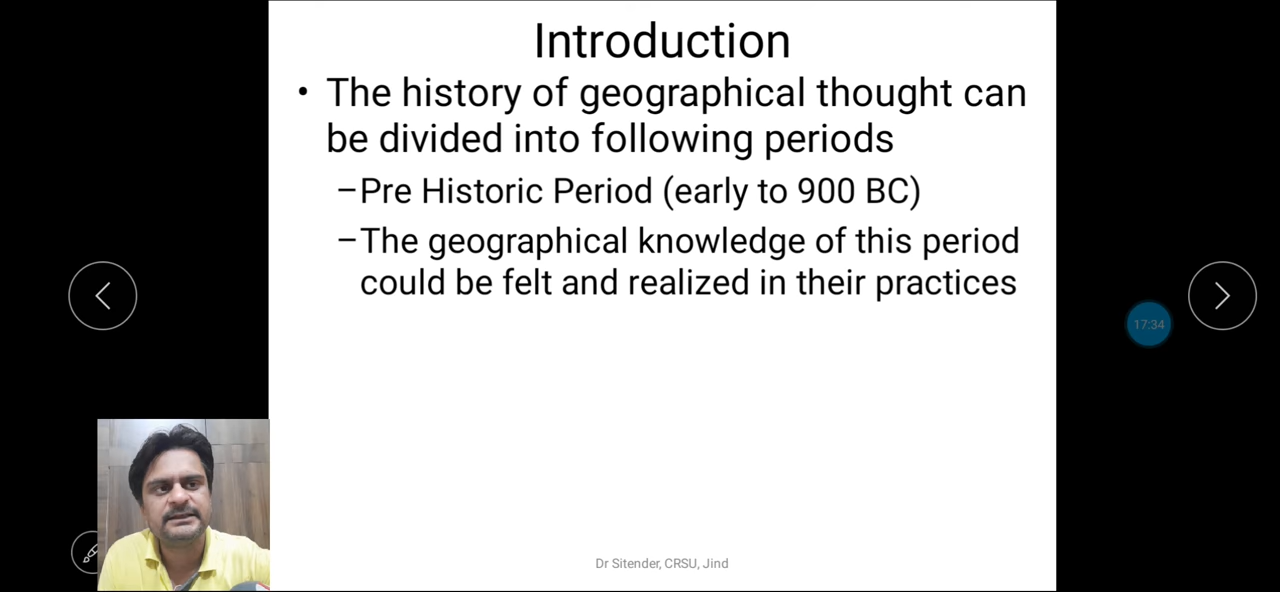 Introduction
• The history of geographical thought can
be divided into following periods
–Pre Historic Period (early to 900 BC)
–The geographical knowledge of this period
could be felt and realized in their practices
17:34
Dr Sitender, CRSU, Jind